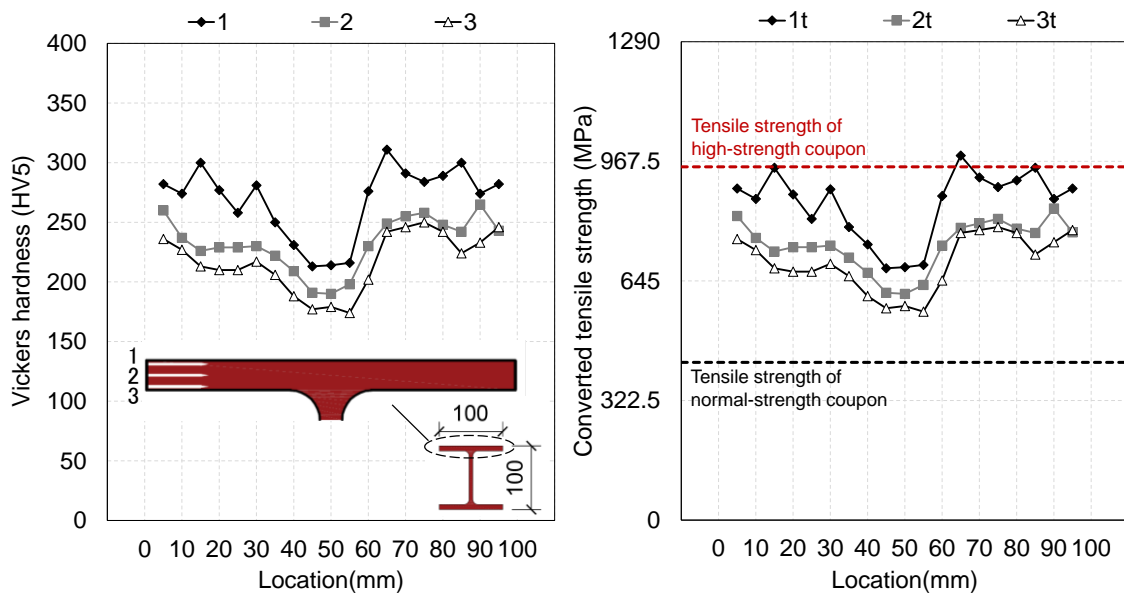 1 2 3
400
350
300
250
200
150
100
50
0
Vickers hardness (HV5)
1
2
3
100
100
0 10 20 30 40 50 60 70 80 90 100
Location(mm)
1t 2t 3t
1290
967.5
645
322.5
0
Converted tensile strength (MPa)
Tensile strength of
high-strength coupon
Tensile strength of
normal-strength coupon
0 10 20 30 40 50 60 70 80 90 100
Location(mm)